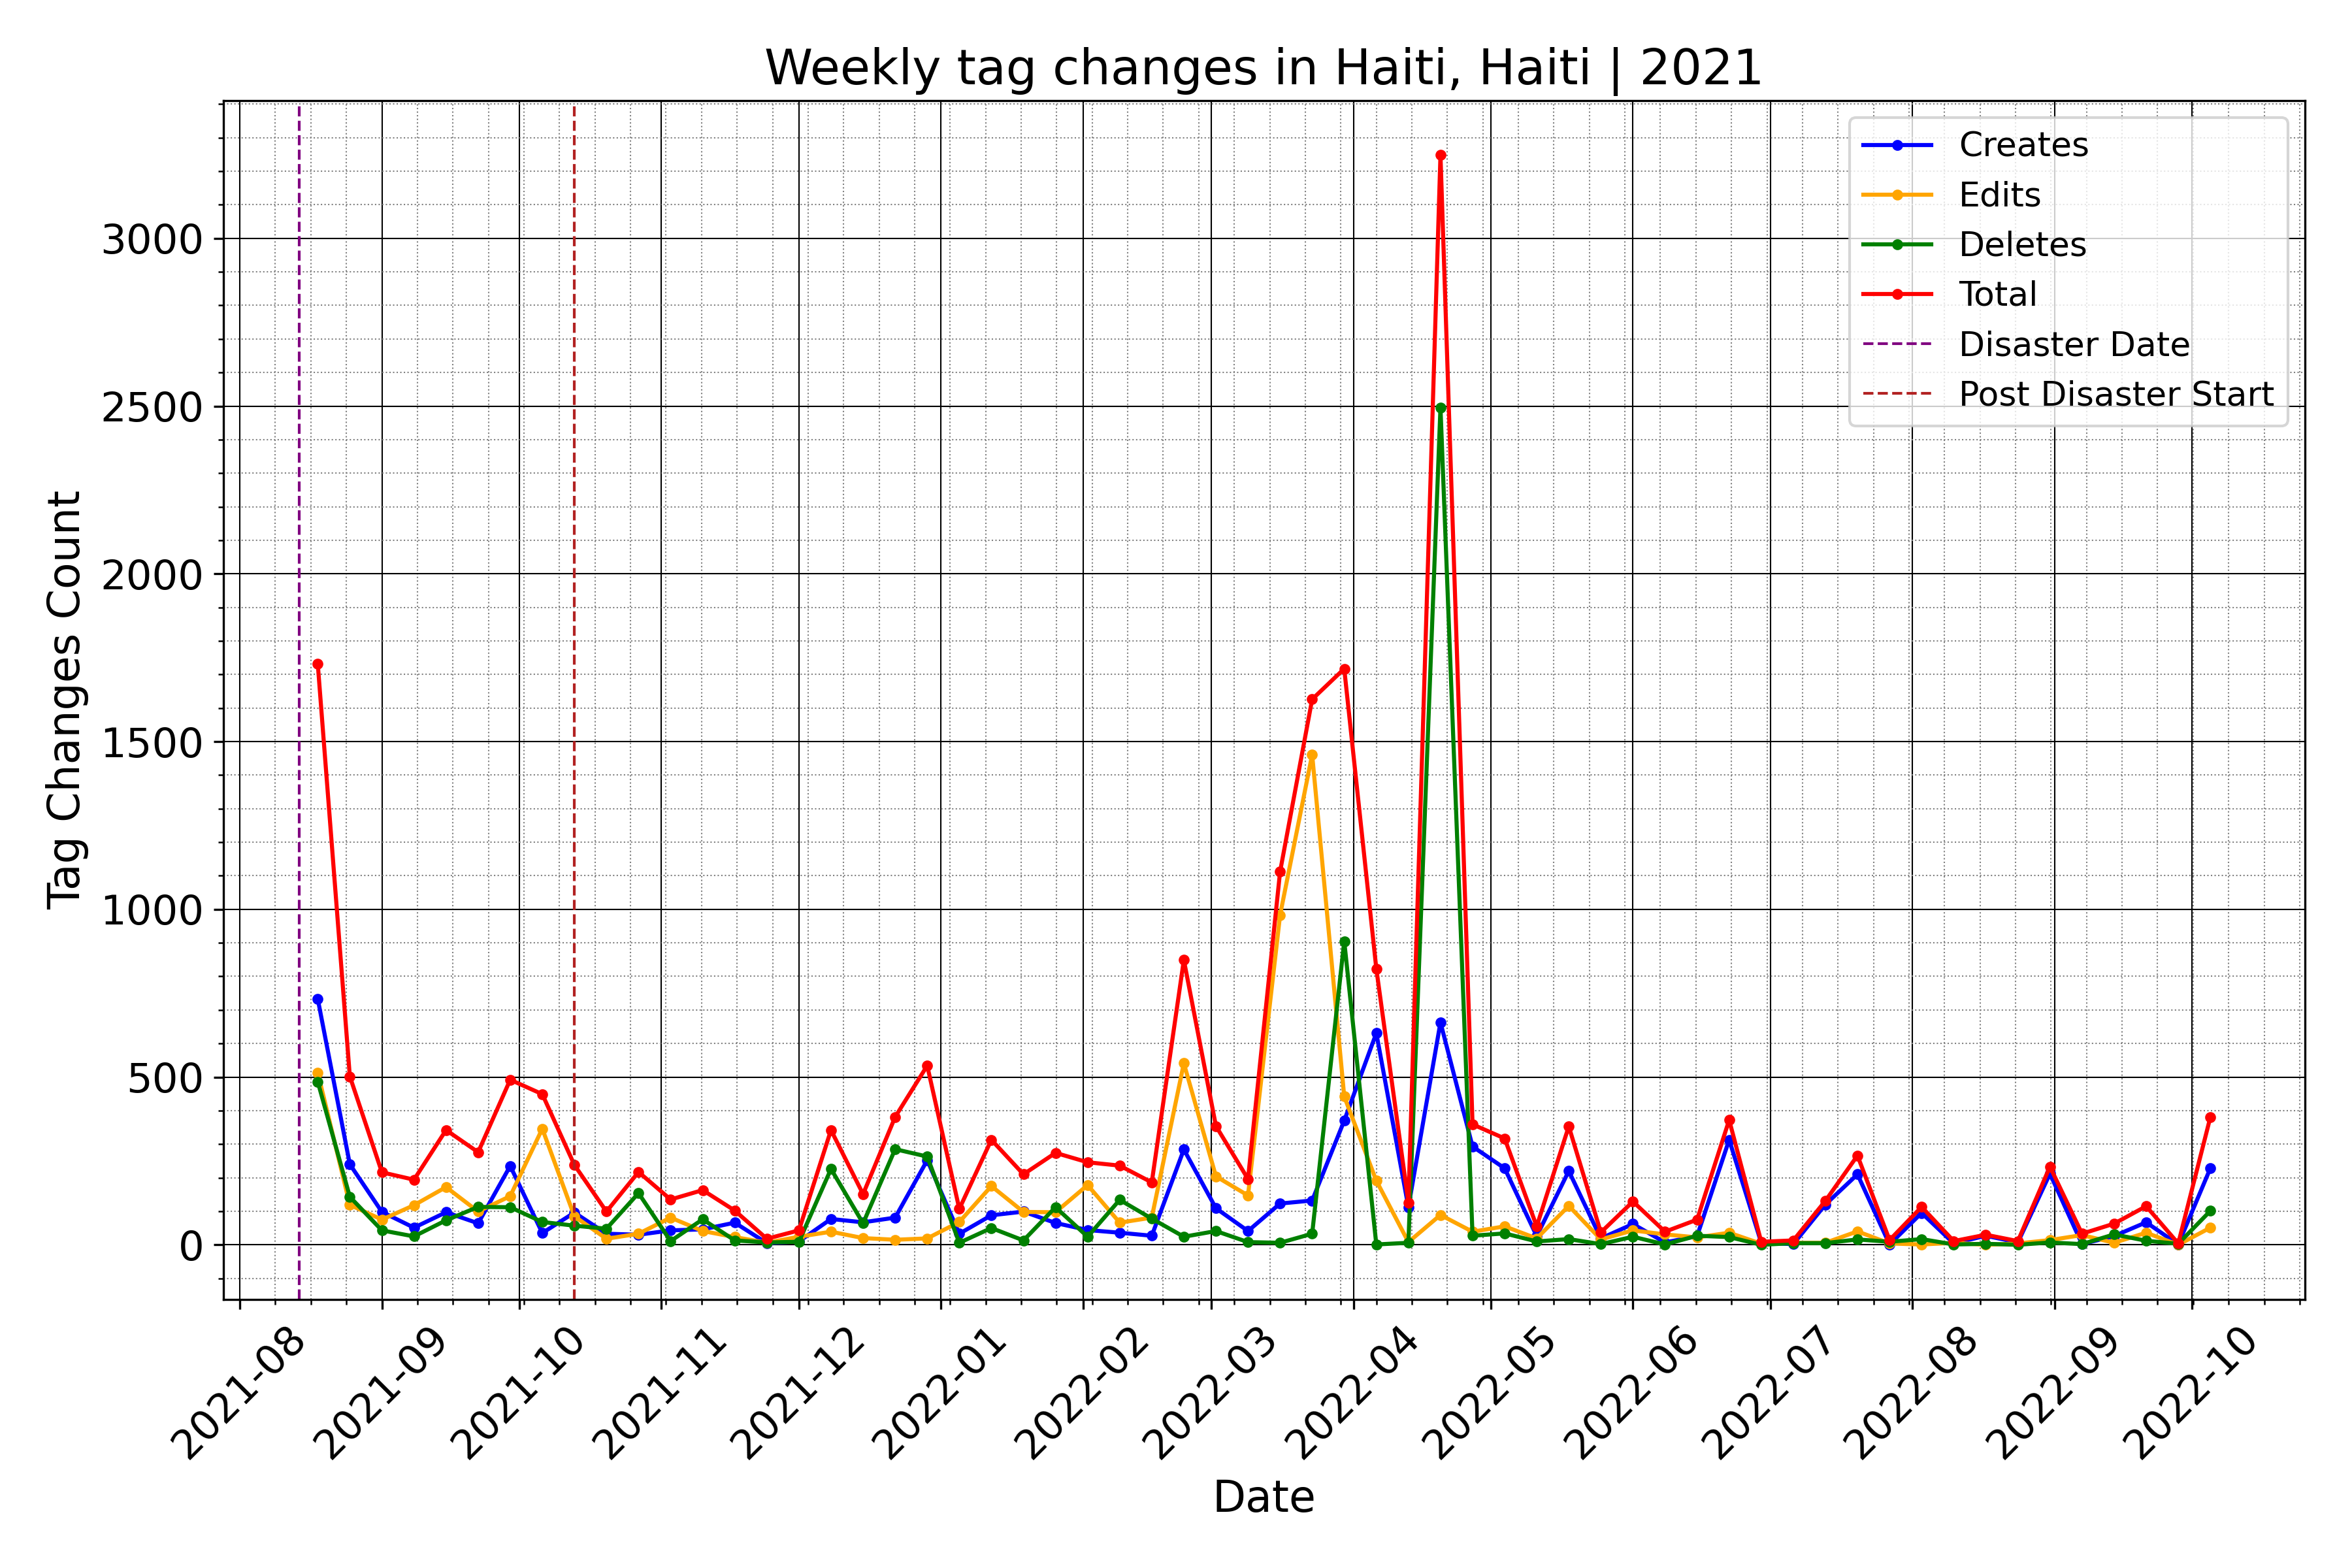 Weekly tag changes in Haiti, Haiti | 2021
Creates
Edits
Deletes
Total
Disaster Date
Post Disaster Start
3000
2500
2000
1500
1000
500
0
Tag Changes Count
2021-08
2021-09
2021-10
2021-11
2021-12
2022-01
2022-02
2022-03
2022-04
2022-05
2022-06
2022-07
2022-08
2022-09
2022-10
Date